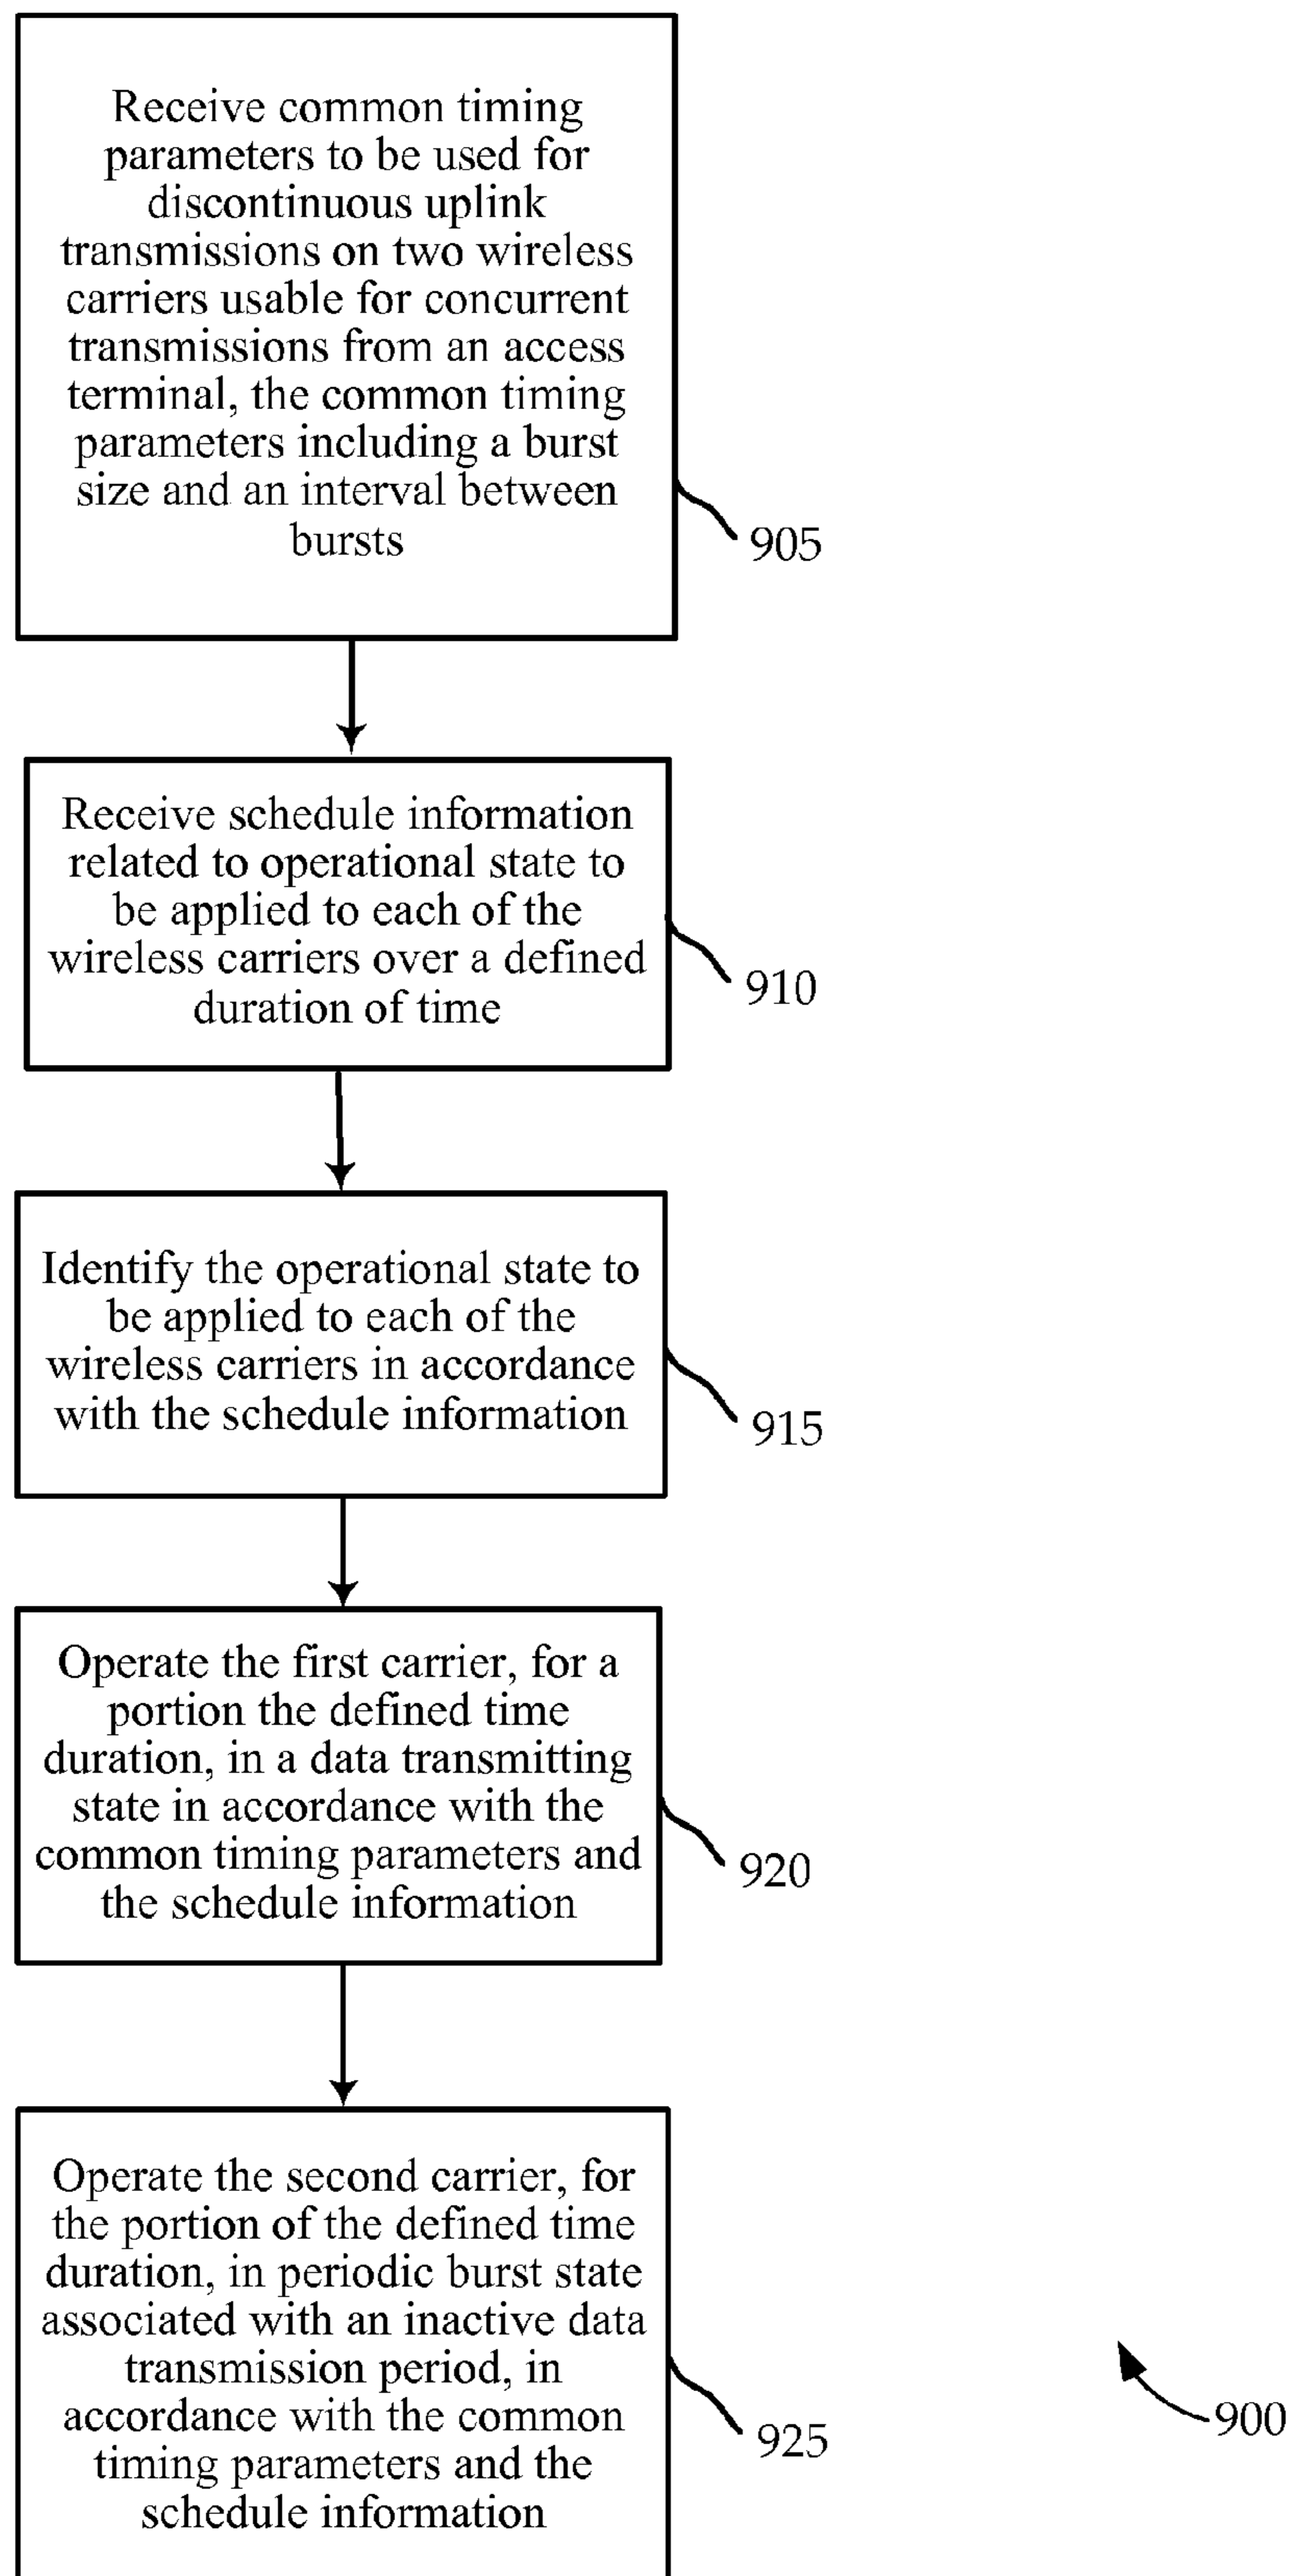 Receive common timing
parameters to be used for
discontinuous uplink
transmissions on two wireless
carriers usable for concurrent
transmissions from an access
terminal, the common timing
parameters including a burst
size and an interval between
bursts
905
Receive schedule information
related to operational state to
be applied to each of the
wireless carriers over a defined
duration of time
910
Identify the operational state to
be applied to each of the
wireless carriers in accordance
with the schedule information
915
Operate the first carrier, for a
portion the defined time
duration, in a data transmitting
state in accordance with the
common timing parameters and
the schedule information
920
Operate the second carrier, for
the portion of the defined time
duration, in periodic burst state
associated with an inactive data
transmission period, in
accordance with the common
timing parameters and the
schedule information
925
900